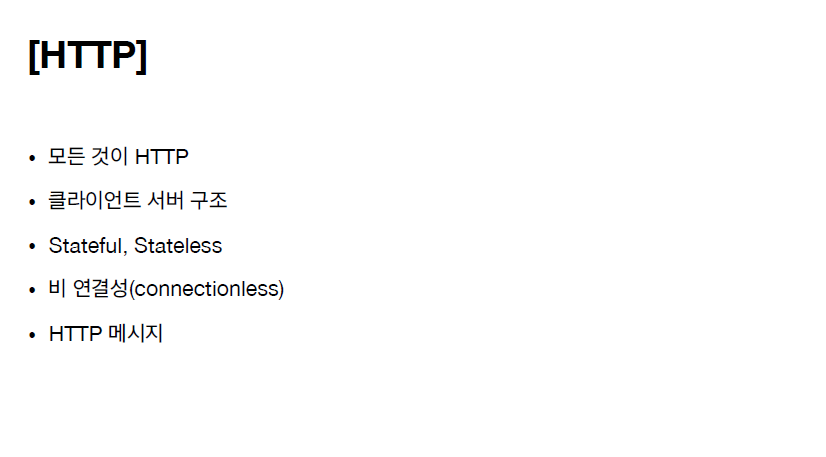 [HTTP]
• 모든 것이 HTTP
• 클라이언트 서버 구조
• Stateful, Stateless
• 비 연결성(connectionless)
• HTTP 메시지